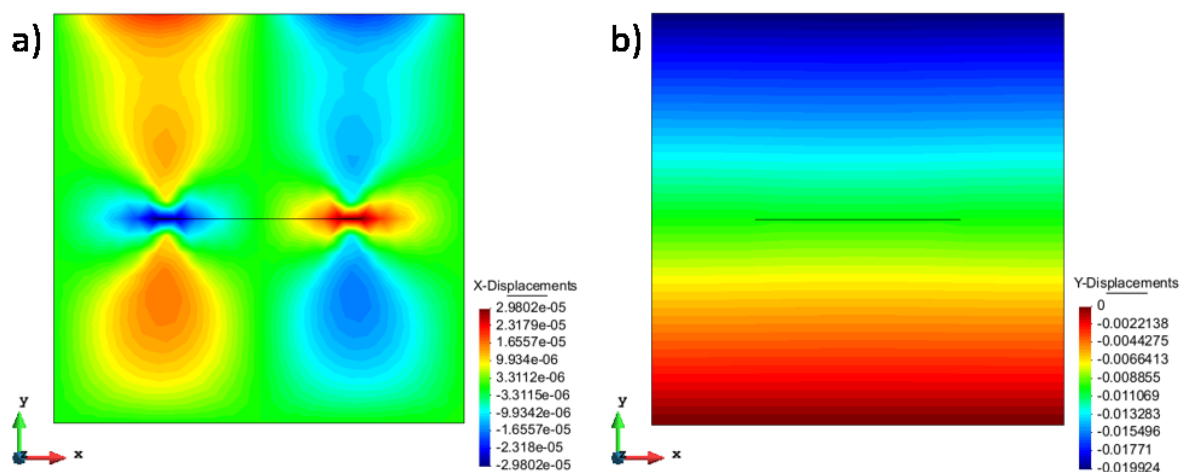 a)
X-Displacements
2.9802e-05
2.3179e-05
1.6557e-05
9.934e-06
3.3112e-06
-3.3115e-06
-9.9342e-06
-1.6557e-05
-2.318e-05
-2.9802e-05
y
z
x
b)
Y-Displacements
0
-0.0022138
-0.0044275
-0.0066413
-0.008855
-0.011069
-0.013283
-0.015496
-0.01771
-0.019924
y
z
x